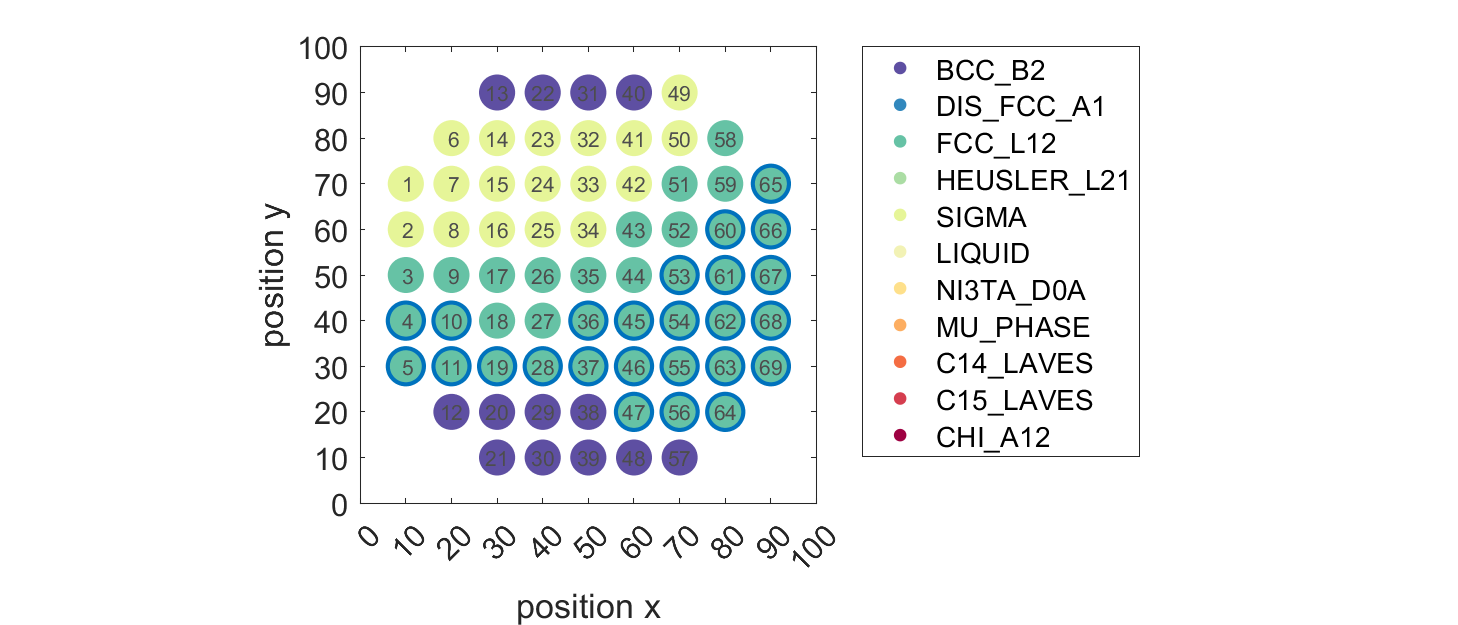 100
90
80
70
60
50
40
30
20
10
0
position y
13 22 31 40 49
6 14 23 32 41 50 58
1 7 15 24 33 42 51 59 65
2 8 16 25 34 43 52 60 66
3 9 17 26 35 44 53 61 67
4 10 18 27 36 45 54 62 68
5 11 19 28 37 46 55 63 69
12 20 29 38 47 56 64
21 30 39 48 57
0 10 20 30 40 50 60 70 80 90 100
position x
BCC_B2
DIS_FCC_A1
FCC_L12
HEUSLER_L21
SIGMA
LIQUID
NI3TA_D0A
MU_PHASE
C14_LAVES
C15_LAVES
CHI_A12